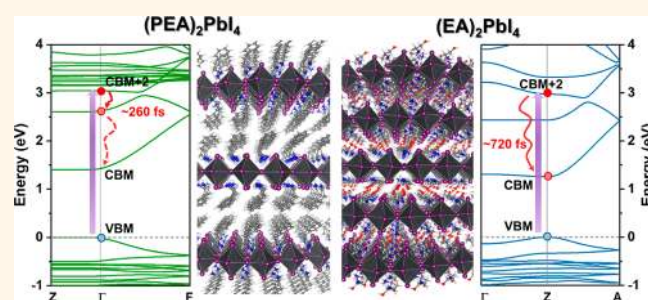 (PEA)₂PbI₄
(EA)₂PbI₄
4
3
2
1
0
-1
Energy (eV)
CBM+2
~260 fs
CBM
VBM
Z
Γ
F
CBM+2
~720 fs
CBM
VBM
Γ
Z
A
4
3
2
1
0
-1
Energy (eV)